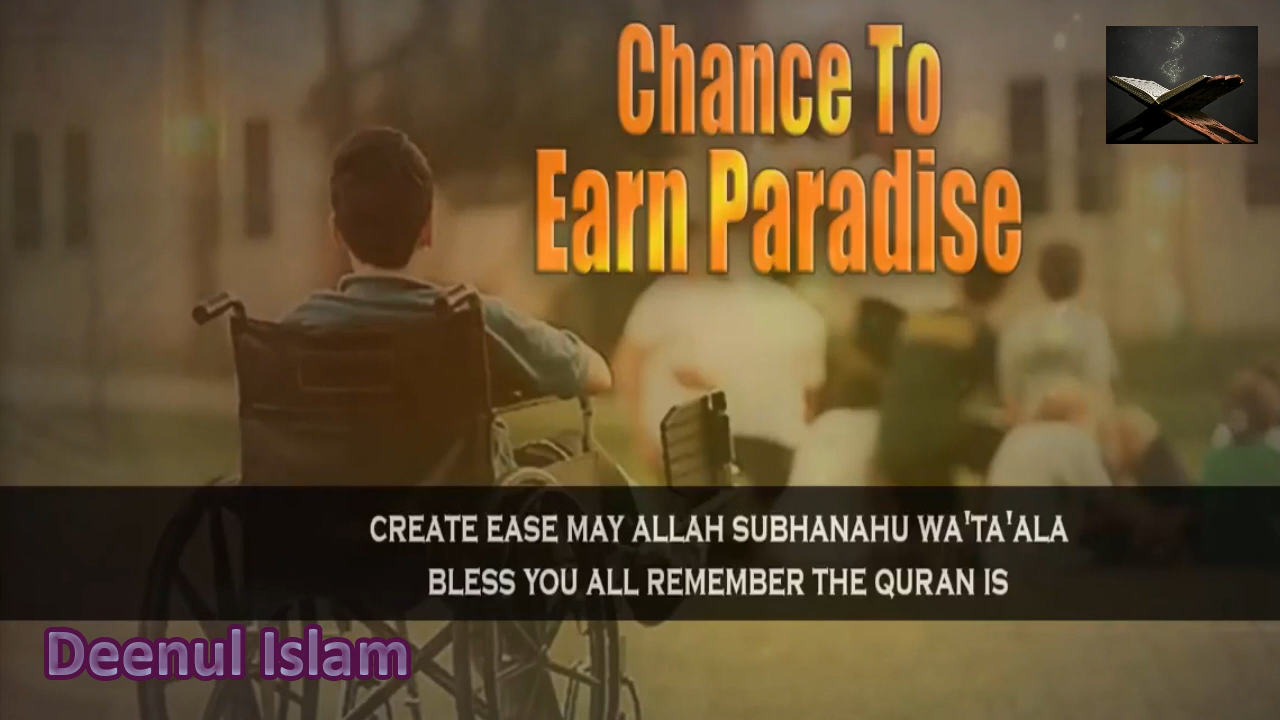 Chance To
Earn Paradise
CREATE EASE MAY ALLAH SUBHANAHU WA'TA'ALA
BLESS YOU ALL REMEMBER THE QURAN IS
Deenul Islam